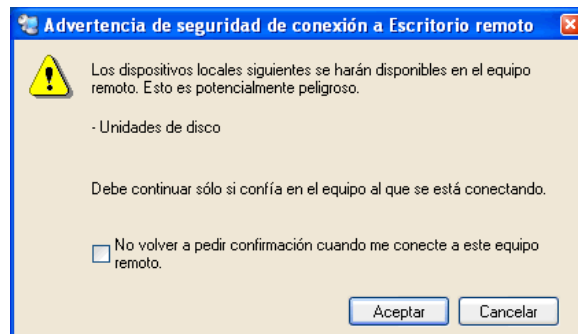 Advertencia de seguridad de conexión a Escritorio remoto
Los dispositivos locales siguientes se harán disponibles en el equipo
remoto. Esto es potencialmente peligroso.
- Unidades de disco
Debe continuar sólo si confía en el equipo al que se está conectando.
No volver a pedir confirmación cuando me conecte a este equipo
remoto.
Aceptar
Cancelar